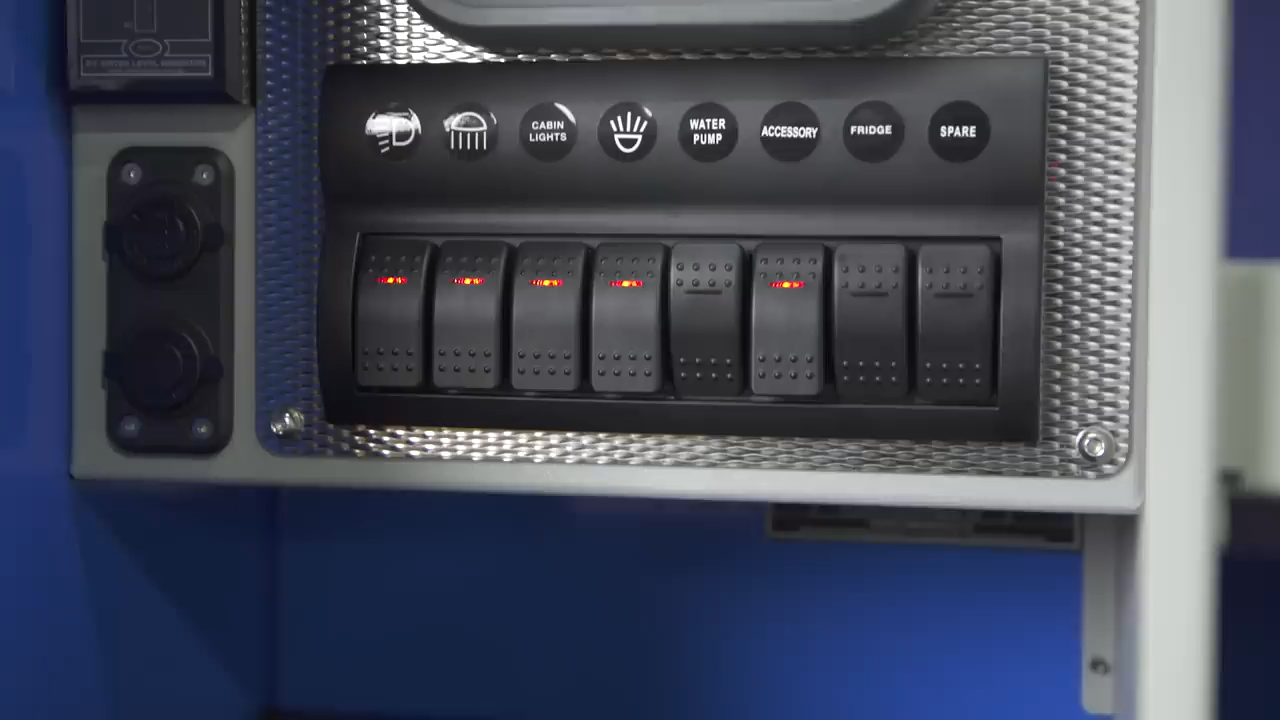 CABIN
LIGHTS
WATER
PUMP
ACCESSORY
FRIDGE
SPARE